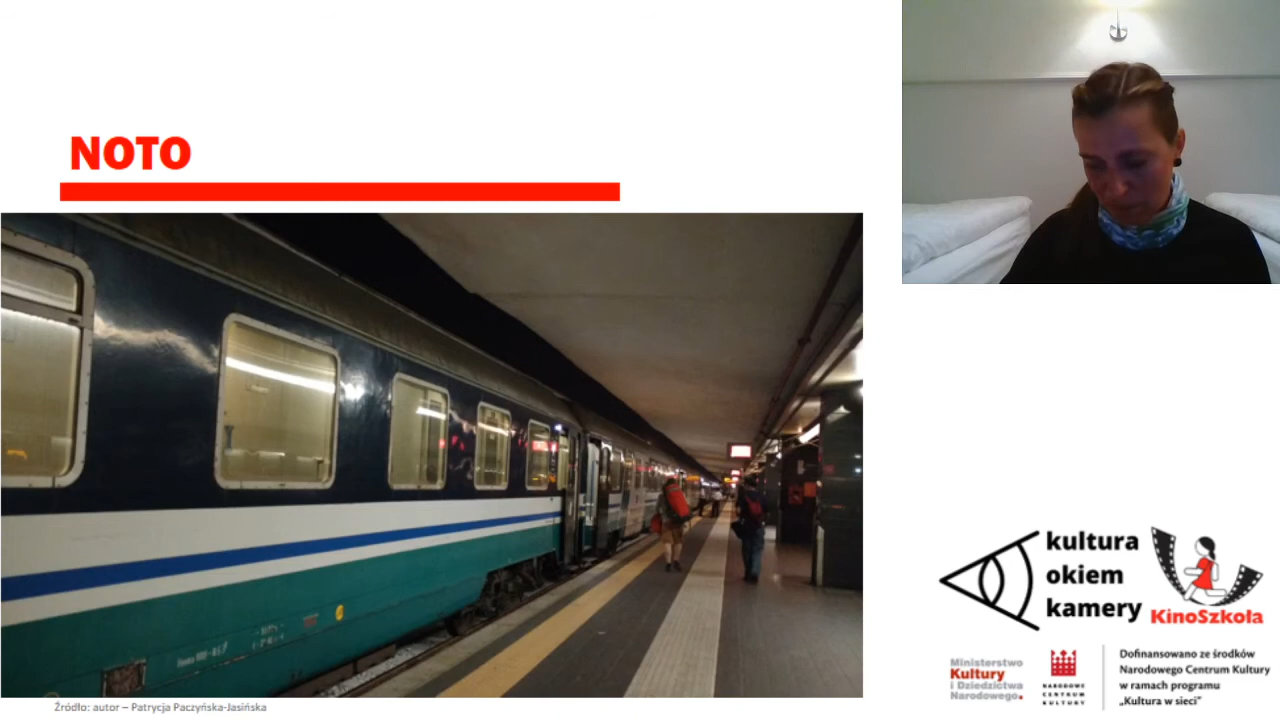 NOTO
Źródło: autor – Patrycja Paczyńska-Jasińska
kultura
okiem
kamery
KinoSzkoła
Ministerstwo
Kultury
i Dziedzictwa
Narodowego.
NARODOWE
CENTRUM
KULTURY
Dofinansowano ze środków
Narodowego Centrum Kultury
w ramach programu
„Kultura w sieci”